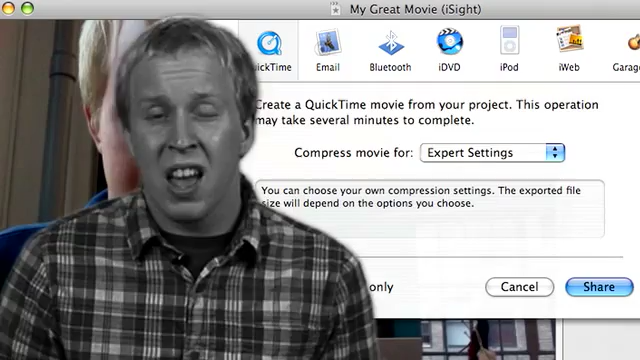 My Great Movie (iSight)
QuickTime
Email
Bluetooth
iDVD
iPod
iWeb
Garag
Create a QuickTime movie from your project. This operation
may take several minutes to complete.
Compress movie for:
Expert Settings
You can choose your own compression settings. The exported file
size will depend on the options you choose.
only
Cancel
Share